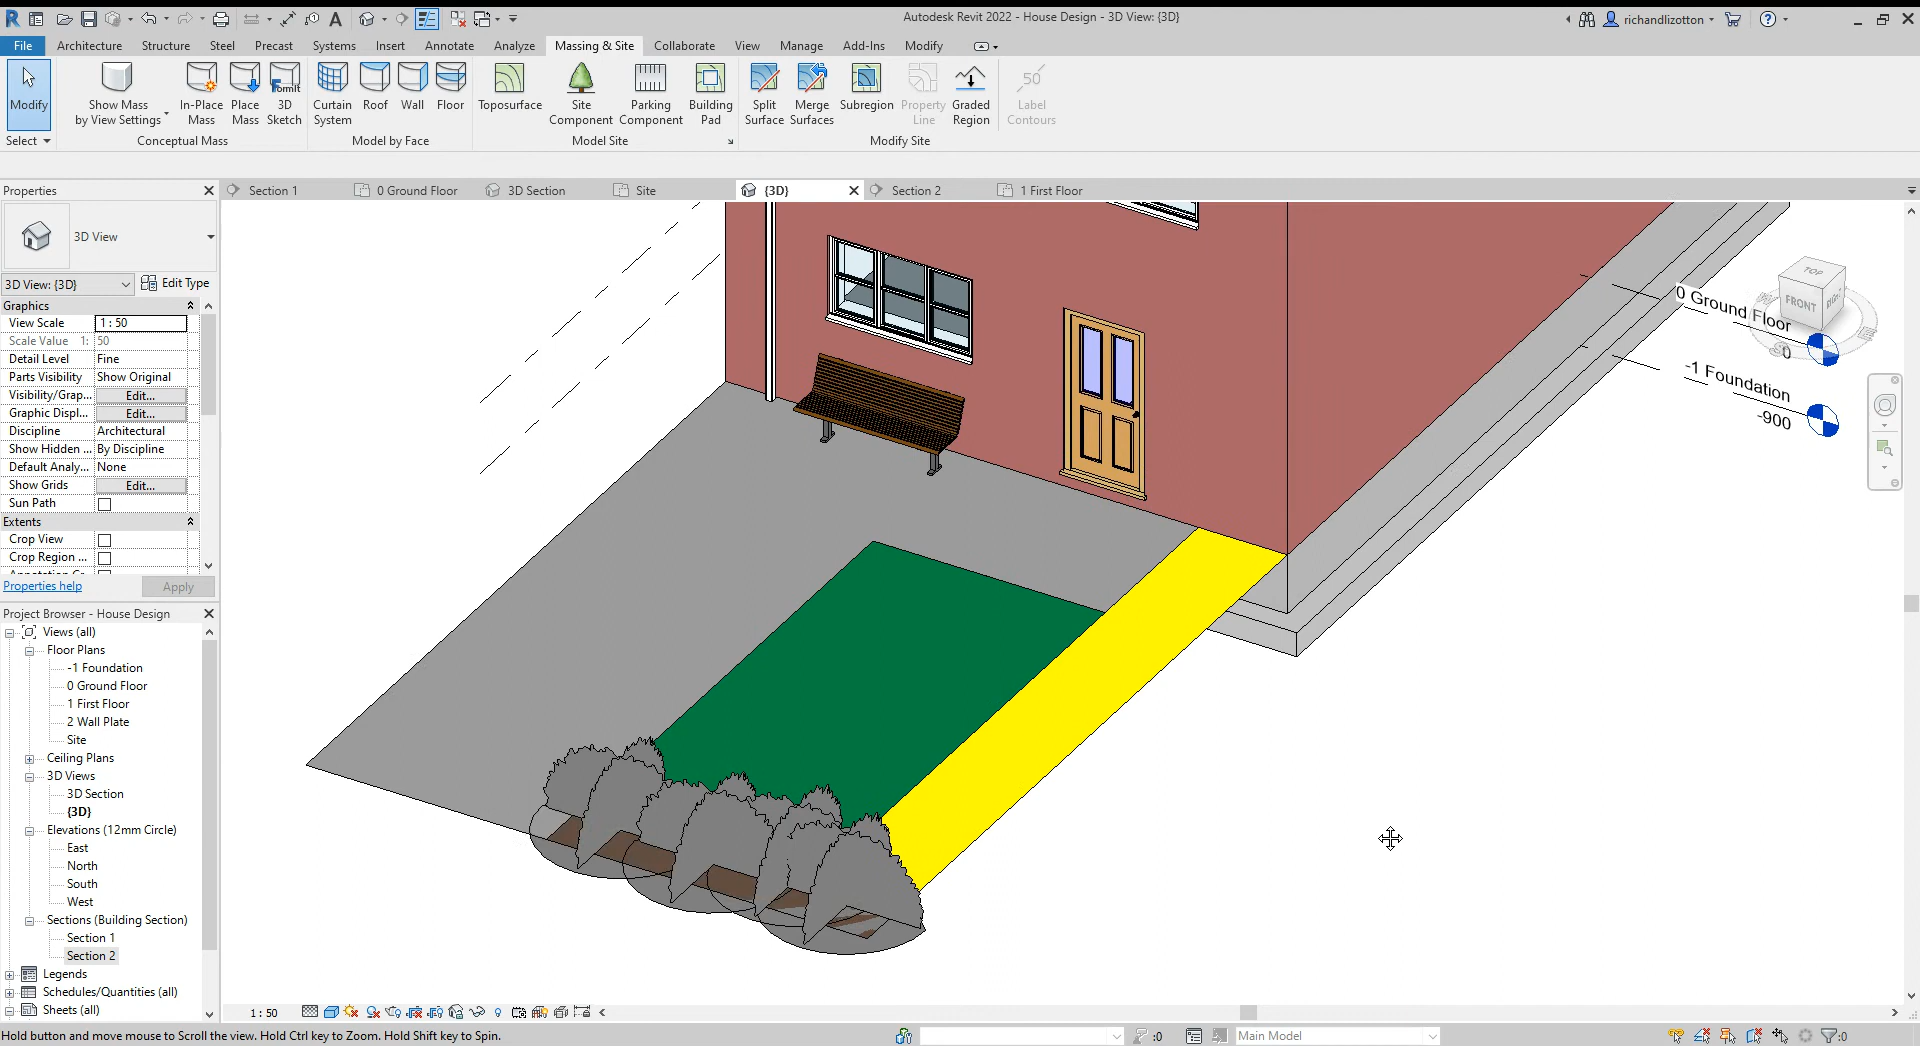 Autodesk Revit 2022 - House Design - 3D View: {3D}
richandlizotton
File
Architecture
Structure
Steel
Precast
Systems
Insert
Annotate
Analyze
Massing & Site
Collaborate
View
Manage
Add-Ins
Modify
Modify
Select
Show Mass
by View Settings
In-Place
Mass
Place
Mass
Formit
3D
Sketch
Conceptual Mass
Curtain
System
Roof
Wall
Floor
Model by Face
Toposurface
Site
Component
Parking
Component
Building
Pad
Model Site
Split
Surface
Merge
Surfaces
Subregion
Property
Line
Graded
Region
50
Label
Contours
Modify Site
Properties
Section 1
0 Ground Floor
3D Section
Site
{3D}
Section 2
1 First Floor
3D View
3D View: {3D}
Edit Type
Graphics
View Scale
1 : 50
Scale Value 1:
50
Detail Level
Fine
Parts Visibility
Show Original
Visibility/Grap...
Edit...
Graphic Displ...
Edit...
Discipline
Architectural
Show Hidden ...
By Discipline
Default Analy...
None
Show Grids
Edit...
Sun Path
Extents
Crop View
Crop Region ...
Properties help
Apply
Project Browser - House Design
Views (all)
Floor Plans
-1 Foundation
0 Ground Floor
1 First Floor
2 Wall Plate
Site
Ceiling Plans
3D Views
3D Section
{3D}
Elevations (12mm Circle)
East
North
South
West
Sections (Building Section)
Section 1
Section 2
Legends
Schedules/Quantities (all)
Sheets (all)
TOP
FRONT
RIGHT
S
0 Ground Floor
0
-1 Foundation
-900
1 : 50
Hold button and move mouse to Scroll the view. Hold Ctrl key to Zoom. Hold Shift key to Spin.
:0
Main Model
:0